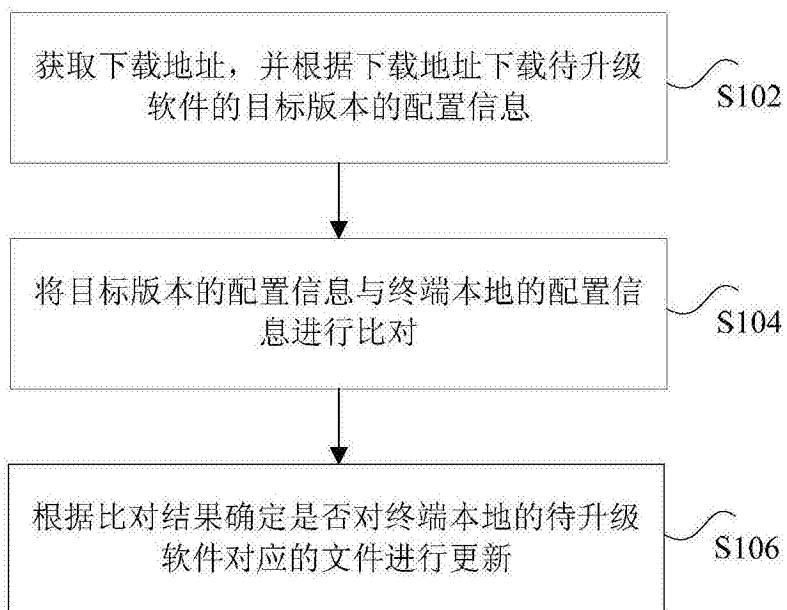 获取下载地址，并根据下载地址下载待升级
软件的目标版本的配置信息
S102
将目标版本的配置信息与终端本地的配置信
息进行比对
S104
根据比对结果确定是否对终端本地的待升级
软件对应的文件进行更新
S106